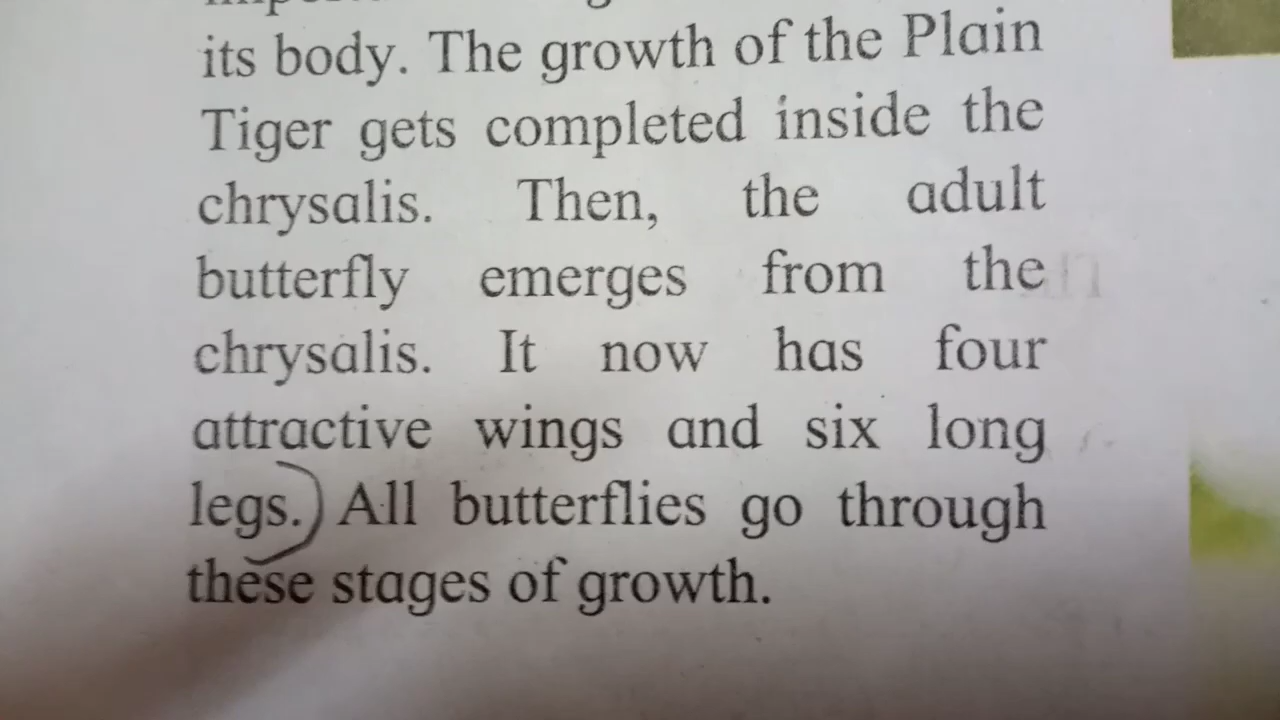 its body. The growth of the Plain
Tiger gets completed inside the
chrysalis. Then, the adult
butterfly emerges from the
chrysalis. It now has four
attractive wings and six long
legs. All butterflies go through
these stages of growth.